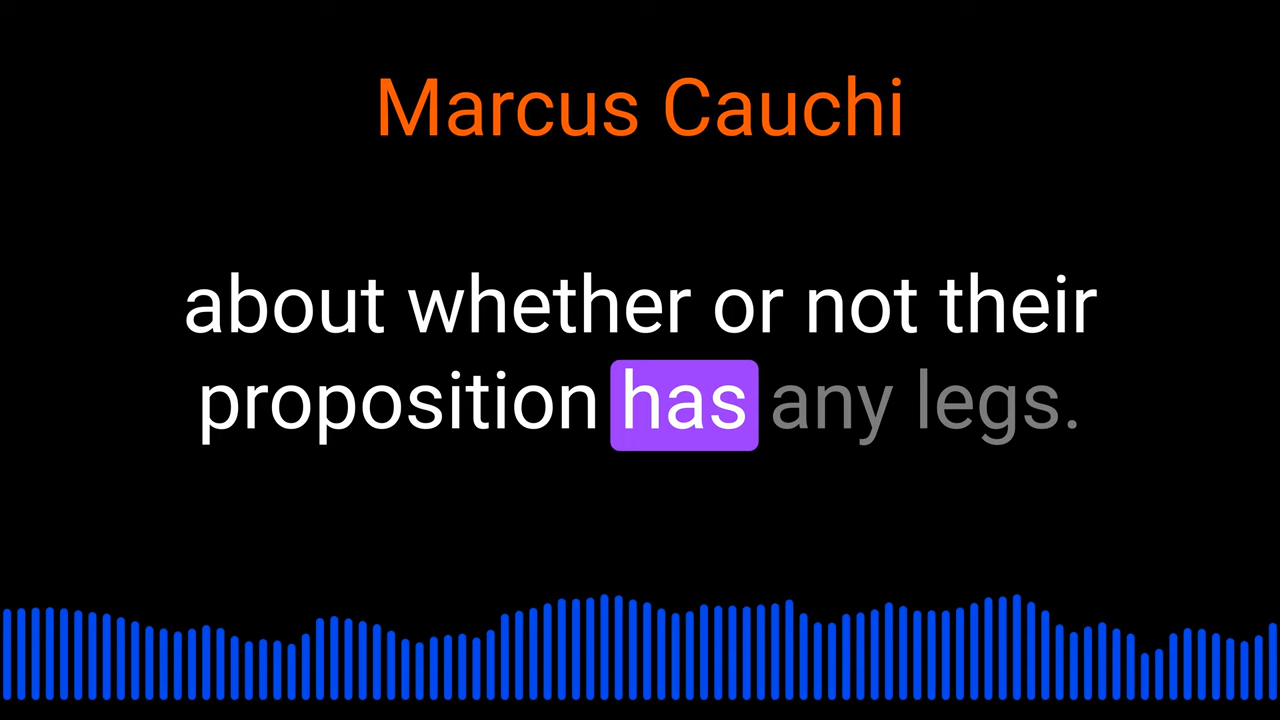 Marcus Cauchi
about whether or not their
proposition has any legs.